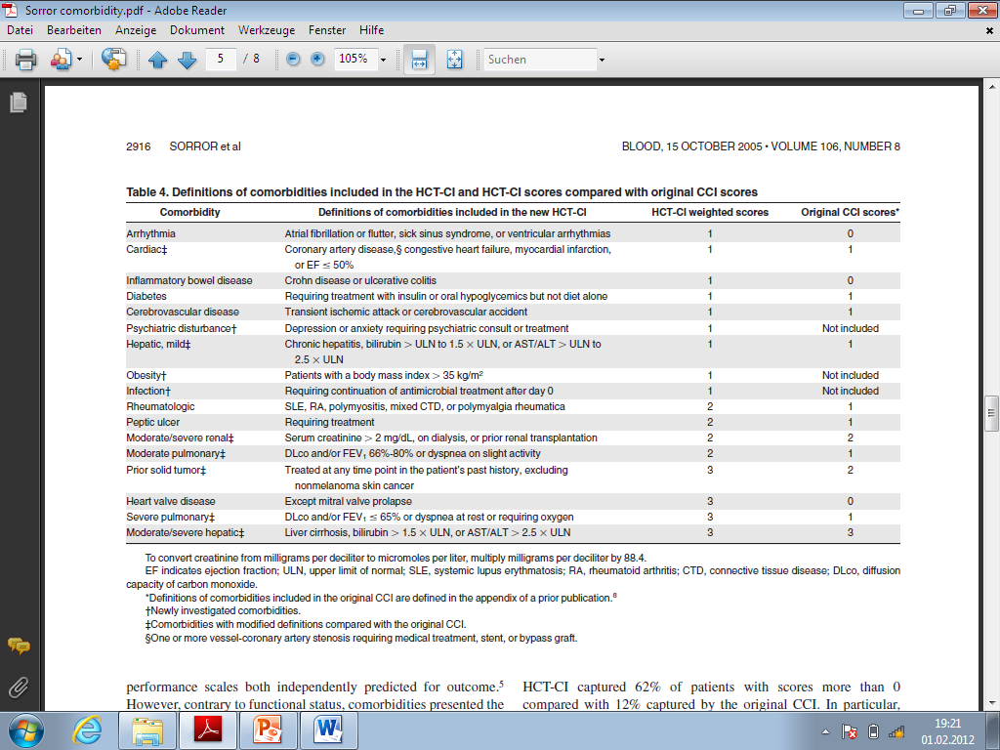 Sorror comorbidity.pdf - Adobe Reader
Datei Bearbeiten Anzeige Dokument Werkzeuge Fenster Hilfe
5 / 8 105% Suchen
2916 SORROR et al BLOOD, 15 OCTOBER 2005 • VOLUME 106, NUMBER 8
Table 4. Definitions of comorbidities included in the HCT-CI and HCT-CI scores compared with original CCI scores
Comorbidity Definitions of comorbidities included in the new HCT-CI HCT-CI weighted scores Original CCI scores*
Arrhythmia Atrial fibrillation or flutter, sick sinus syndrome, or ventricular arrhythmias 1 0
Cardiac‡ Coronary artery disease,§ congestive heart failure, myocardial infarction, 1 1
or EF ≤ 50%
Inflammatory bowel disease Crohn disease or ulcerative colitis 1 0
Diabetes Requiring treatment with insulin or oral hypoglycemics but not diet alone 1 1
Cerebrovascular disease Transient ischemic attack or cerebrovascular accident 1 1
Psychiatric disturbance† Depression or anxiety requiring psychiatric consult or treatment 1 Not included
Hepatic, mild‡ Chronic hepatitis, bilirubin > ULN to 1.5 × ULN, or AST/ALT > ULN to 1 1
2.5 × ULN
Obesity† Patients with a body mass index > 35 kg/m² 1 Not included
Infection† Requiring continuation of antimicrobial treatment after day 0 1 Not included
Rheumatologic SLE, RA, polymyositis, mixed CTD, or polymyalgia rheumatica 2 1
Peptic ulcer Requiring treatment 2 1
Moderate/severe renal‡ Serum creatinine > 2 mg/dL, on dialysis, or prior renal transplantation 2 2
Moderate pulmonary‡ DLco and/or FEV₁ 66%-80% or dyspnea on slight activity 2 1
Prior solid tumor‡ Treated at any time point in the patient's past history, excluding 3 2
nonmelanoma skin cancer
Heart valve disease Except mitral valve prolapse 3 0
Severe pulmonary‡ DLco and/or FEV₁ ≤ 65% or dyspnea at rest or requiring oxygen 3 1
Moderate/severe hepatic‡ Liver cirrhosis, bilirubin > 1.5 × ULN, or AST/ALT > 2.5 × ULN 3 3
To convert creatinine from milligrams per deciliter to micromoles per liter, multiply milligrams per deciliter by 88.4.
EF indicates ejection fraction; ULN, upper limit of normal; SLE, systemic lupus erythmatosis; RA, rheumatoid arthritis; CTD, connective tissue disease; DLco, diffusion
capacity of carbon monoxide.
*Definitions of comorbidities included in the original CCI are defined in the appendix of a prior publication.⁸
†Newly investigated comorbidities.
‡Comorbidities with modified definitions compared with the original CCI.
§One or more vessel-coronary artery stenosis requiring medical treatment, stent, or bypass graft.
performance scales both independently predicted for outcome.⁵
However, contrary to functional status, comorbidities presented the
HCT-CI captured 62% of patients with scores more than 0
compared with 12% captured by the original CCI. In particular,
19:21
01.02.2012